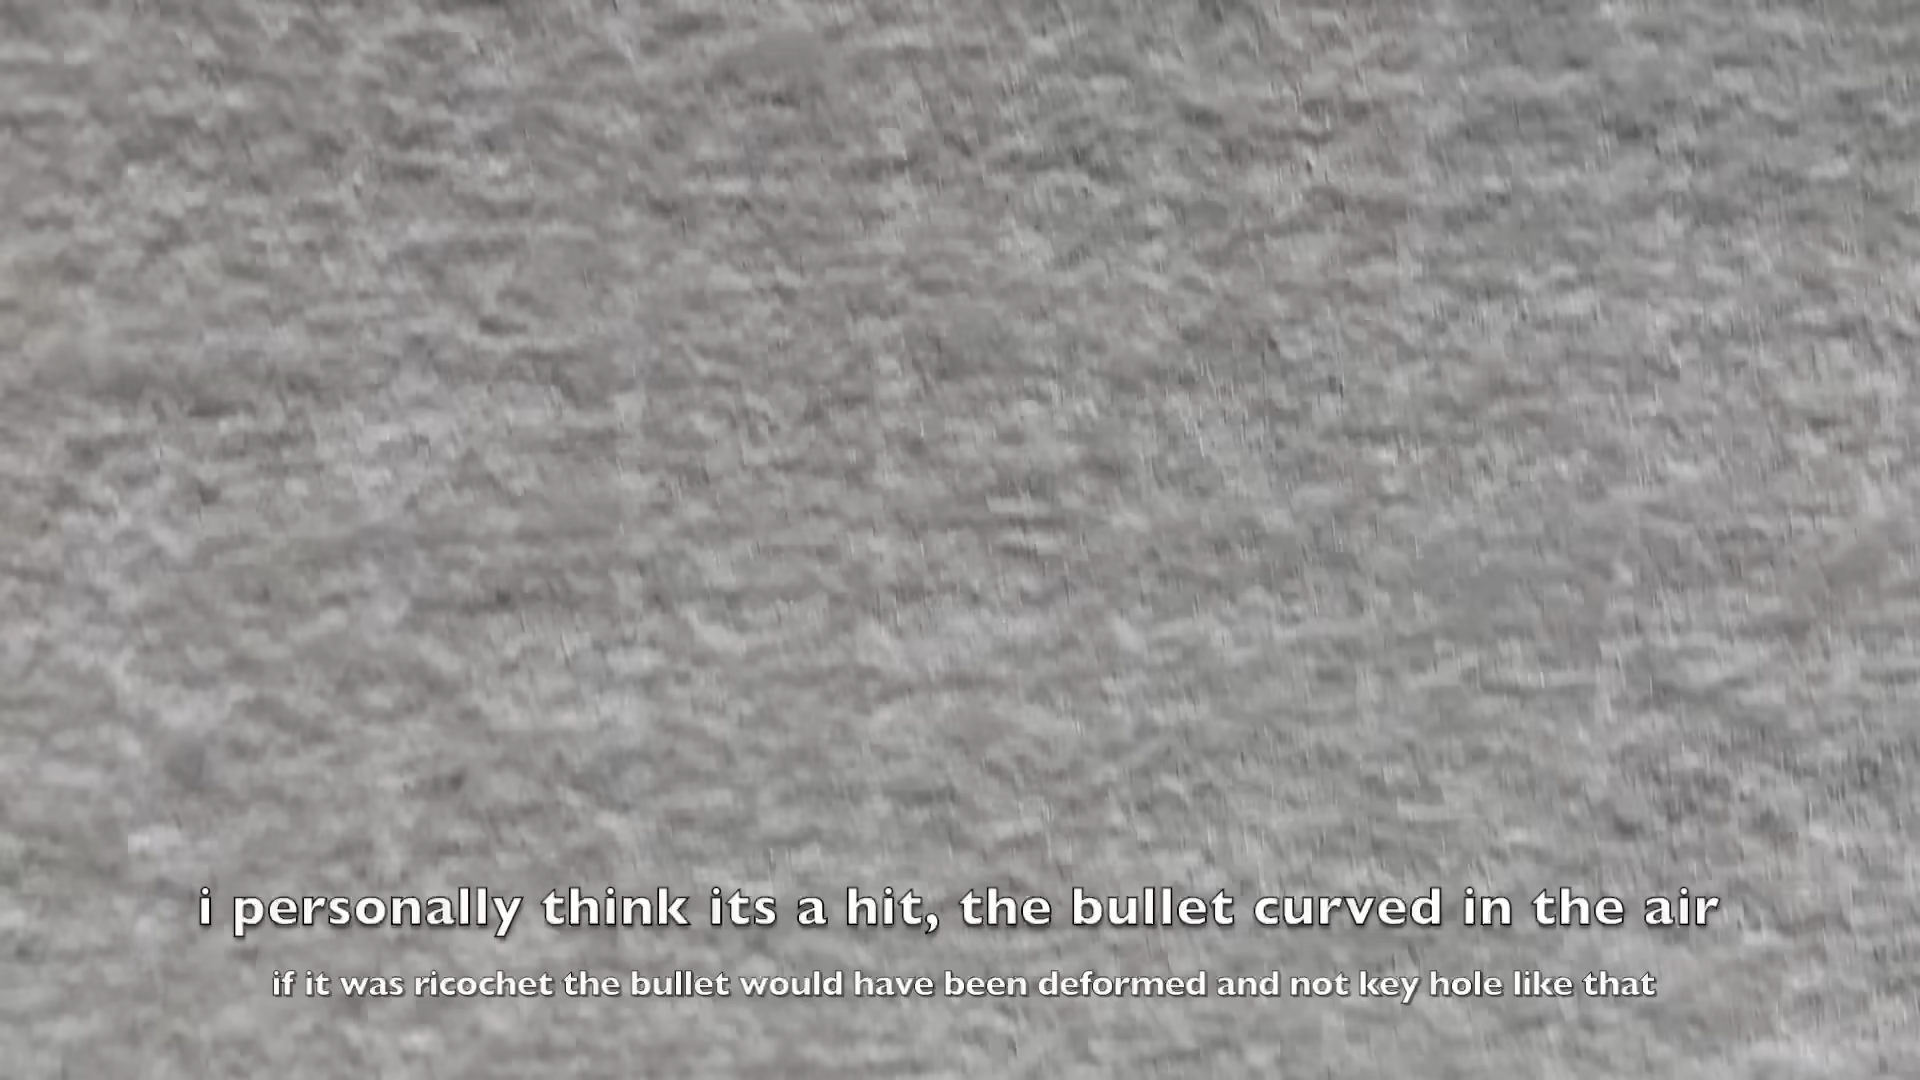 i personally think its a hit, the bullet curved in the air
if it was ricochet the bullet would have been deformed and not key hole like that